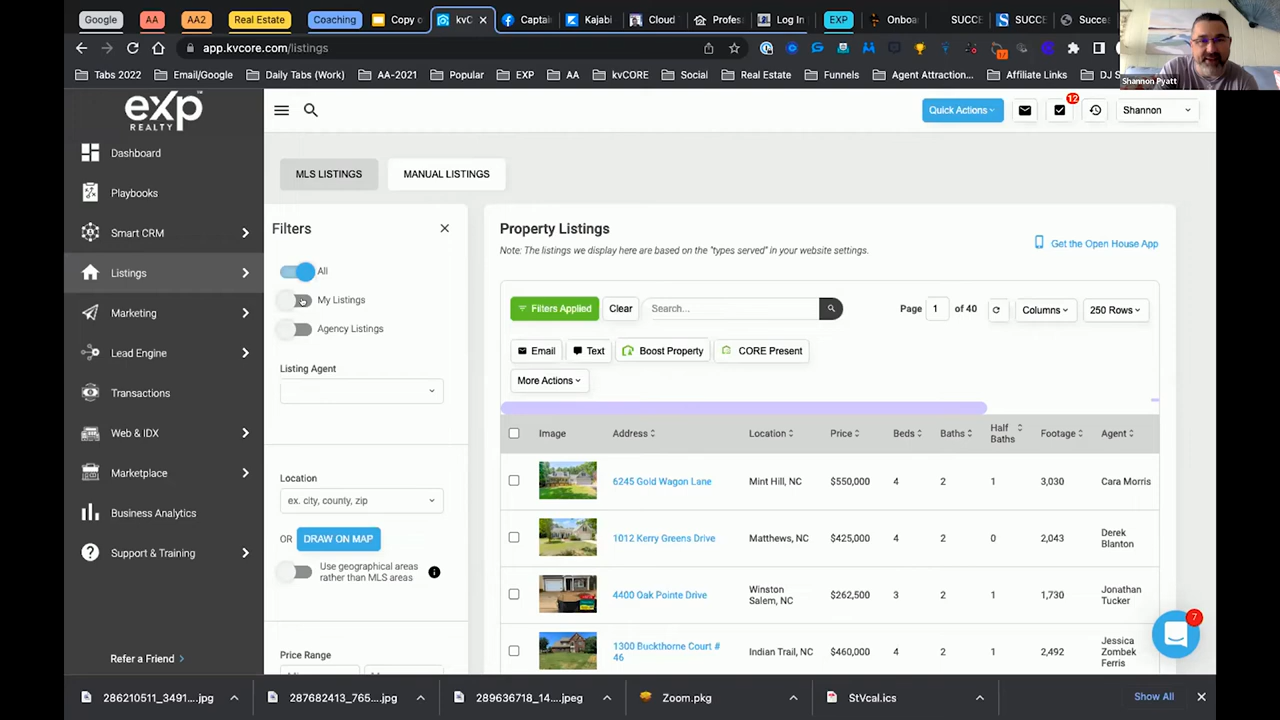 Google
AA
AA2
Real Estate
Coaching
Copy o
kvC
Captai
Kajabi
Cloud
Profess
Log In
EXP
Onboa
SUCCE
SUCCE
Succes
app.kvcore.com/listings
Tabs 2022
Email/Google
Daily Tabs (Work)
AA-2021
Popular
EXP
AA
kvCORE
Social
Real Estate
Funnels
Agent Attraction...
Affiliate Links
DJ S
Shannon Pyatt
exp
REALTY
Dashboard
Playbooks
Smart CRM
Listings
Marketing
Lead Engine
Transactions
Web & IDX
Marketplace
Business Analytics
Support & Training
Refer a Friend
Quick Actions
12
Shannon
MLS LISTINGS
MANUAL LISTINGS
Filters
All
My Listings
Agency Listings
Listing Agent
Location
ex. city, county, zip
OR DRAW ON MAP
Use geographical areas
rather than MLS areas
Price Range
Property Listings
Note: The listings we display here are based on the "types served" in your website settings.
Get the Open House App
Filters Applied
Clear
Search...
Page 1 of 40
Columns
250 Rows
Email
Text
Boost Property
CORE Present
More Actions
Image
Address
Location
Price
Beds
Baths
Half
Baths
Footage
Agent
6245 Gold Wagon Lane
Mint Hill, NC
$550,000
4
2
1
3,030
Cara Morris
1012 Kerry Greens Drive
Matthews, NC
$425,000
4
2
0
2,043
Derek
Blanton
4400 Oak Pointe Drive
Winston
Salem, NC
$262,500
3
2
1
1,730
Jonathan
Tucker
1300 Buckthorne Court #
46
Indian Trail, NC
$460,000
4
2
1
2,492
Jessica
Zombek
Ferris
7
286210511_3491....jpg
287682413_765....jpg
289636718_14....jpeg
Zoom.pkg
StVcal.ics
Show All